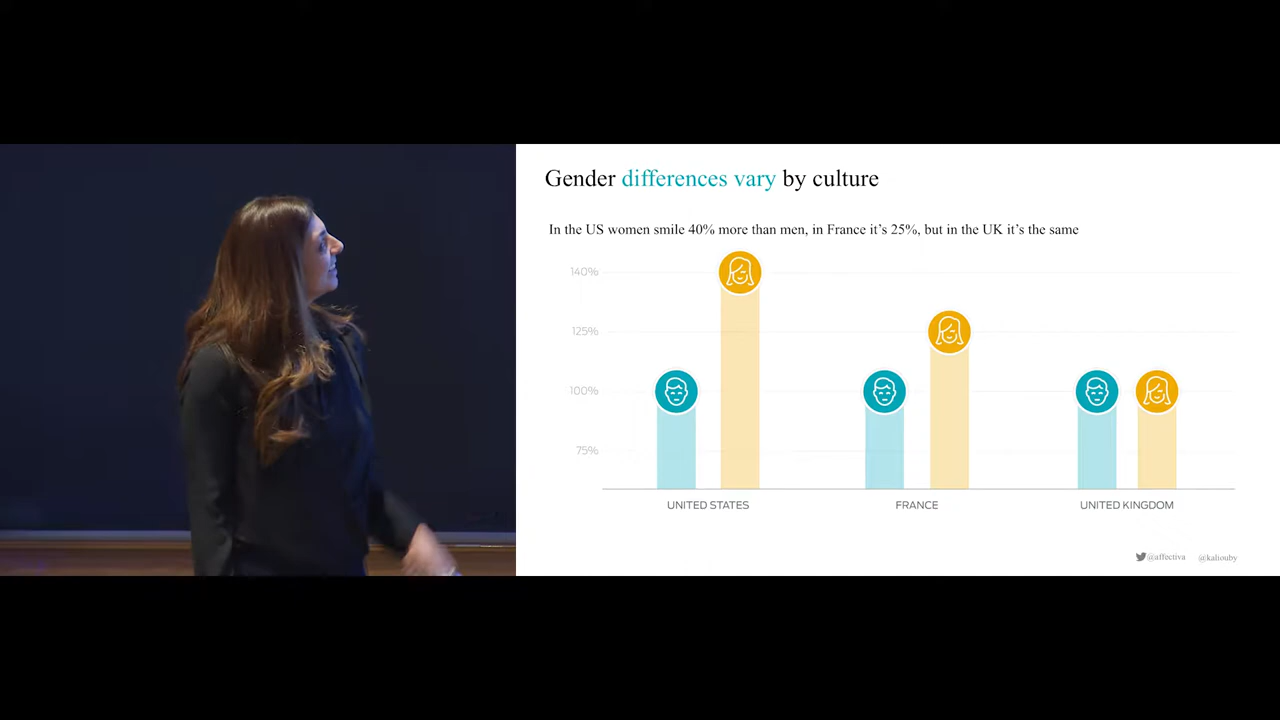 Gender differences vary by culture
In the US women smile 40% more than men, in France it's 25%, but in the UK it's the same
140%
125%
100%
75%
UNITED STATES
FRANCE
UNITED KINGDOM
@affectiva @kaliouby